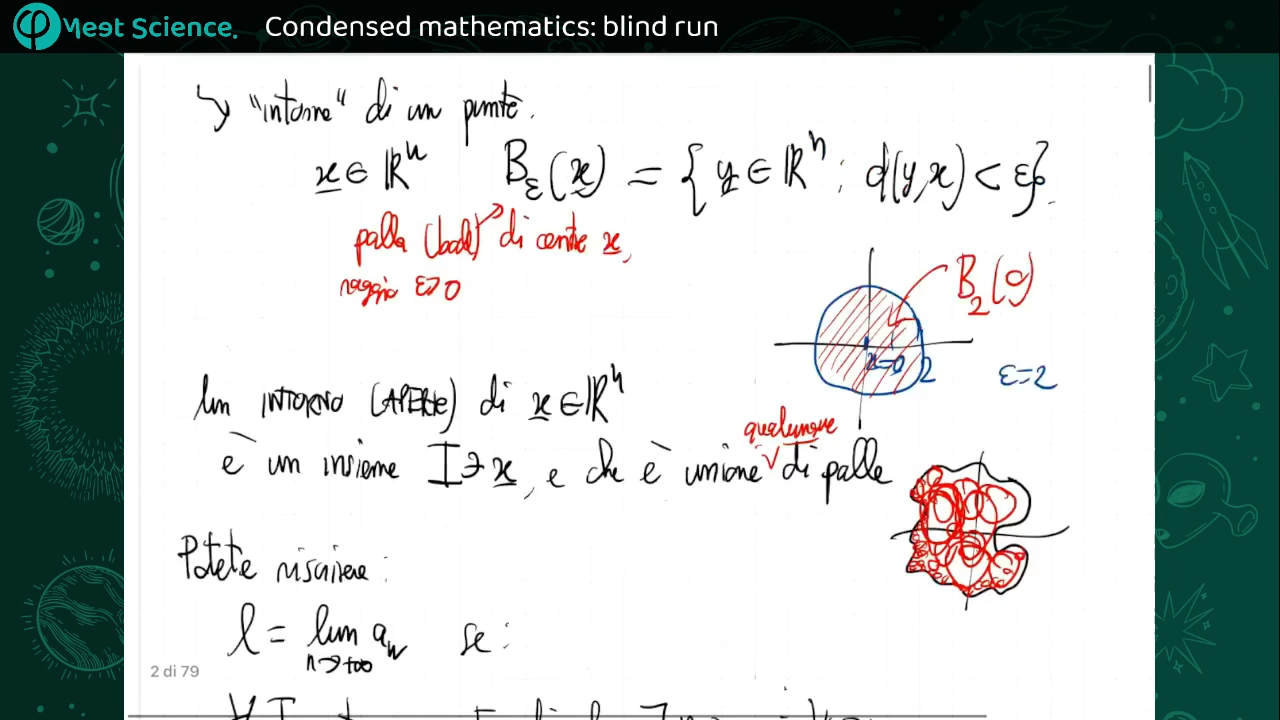 Meet Science.
Condensed mathematics: blind run
↳ "intorno" di un punto.
x ∈ ℝⁿ B_ε(x) = { y ∈ ℝⁿ : d(y,x) < ε }.
palla (ball) di centro x,
raggio ε>0
B₂(0)
x=0 2 ε=2
Un INTORNO (APERTO) di x ∈ ℝⁿ
qualunque
è un insieme I ∋ x, e che è unione di palle
Potete riscrivere:
l = lim aₙ se:
n→+∞
2 di 79